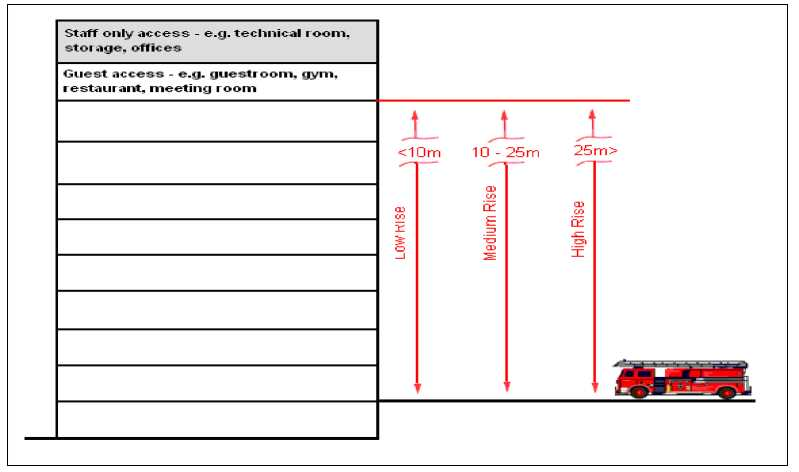 Staff only access - e.g. technical room,
storage, offices
Guest access - e.g. guestroom, gym,
restaurant, meeting room
<10m
10 - 25m
25m>
Low Rise
Medium Rise
High Rise